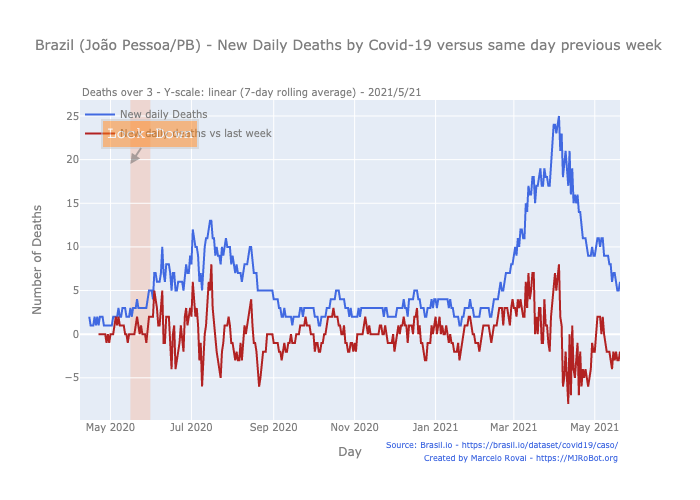 Brazil (João Pessoa/PB) - New Daily Deaths by Covid-19 versus same day previous week
Deaths over 3 - Y-scale: linear (7-day rolling average) - 2021/5/21
New daily Deaths
New daily Deaths vs last week
Lock Down
25
20
15
10
5
0
−5
Number of Deaths
May 2020
Jul 2020
Sep 2020
Nov 2020
Jan 2021
Mar 2021
May 2021
Day
Source: Brasil.io - https://brasil.io/dataset/covid19/caso/
Created by Marcelo Rovai - https://MJRoBot.org